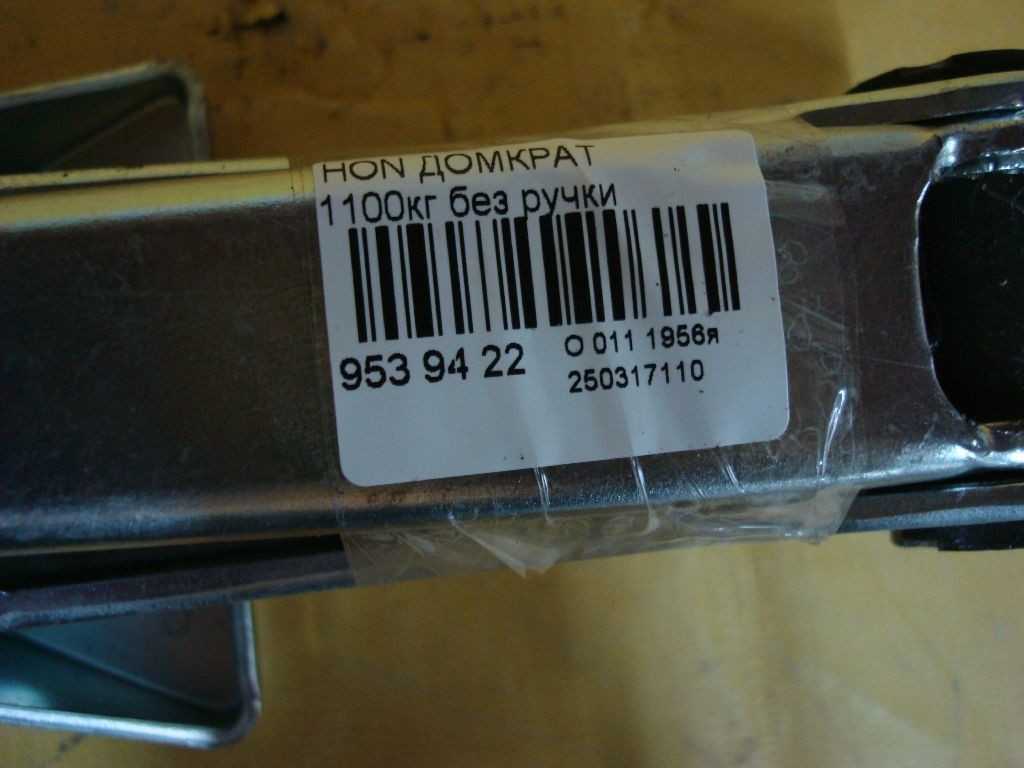 HON ДОМКРАТ
1100кг без ручки
953 94 22
О 011 1956я
250317110